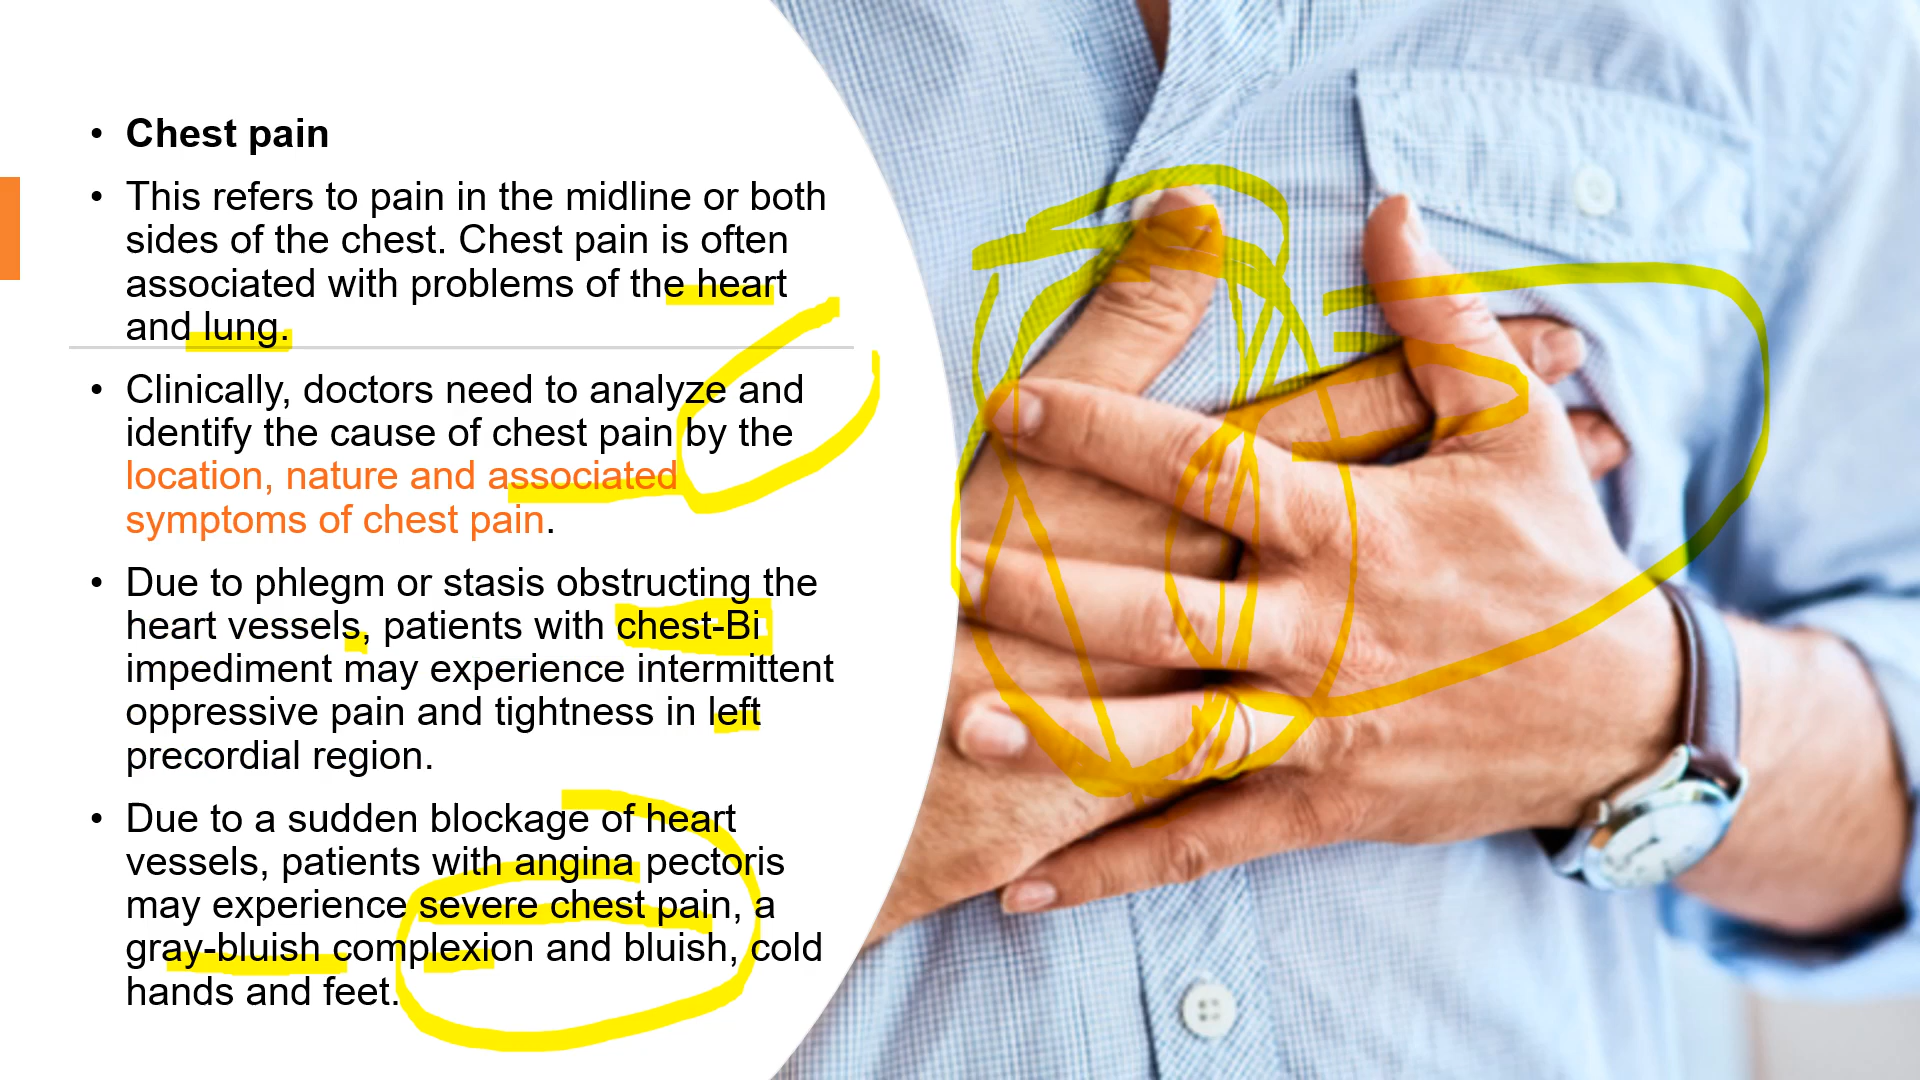 • Chest pain
• This refers to pain in the midline or both
sides of the chest. Chest pain is often
associated with problems of the heart
and lung.
• Clinically, doctors need to analyze and
identify the cause of chest pain by the
location, nature and associated
symptoms of chest pain.
• Due to phlegm or stasis obstructing the
heart vessels, patients with chest-Bi
impediment may experience intermittent
oppressive pain and tightness in left
precordial region.
• Due to a sudden blockage of heart
vessels, patients with angina pectoris
may experience severe chest pain, a
gray-bluish complexion and bluish, cold
hands and feet.